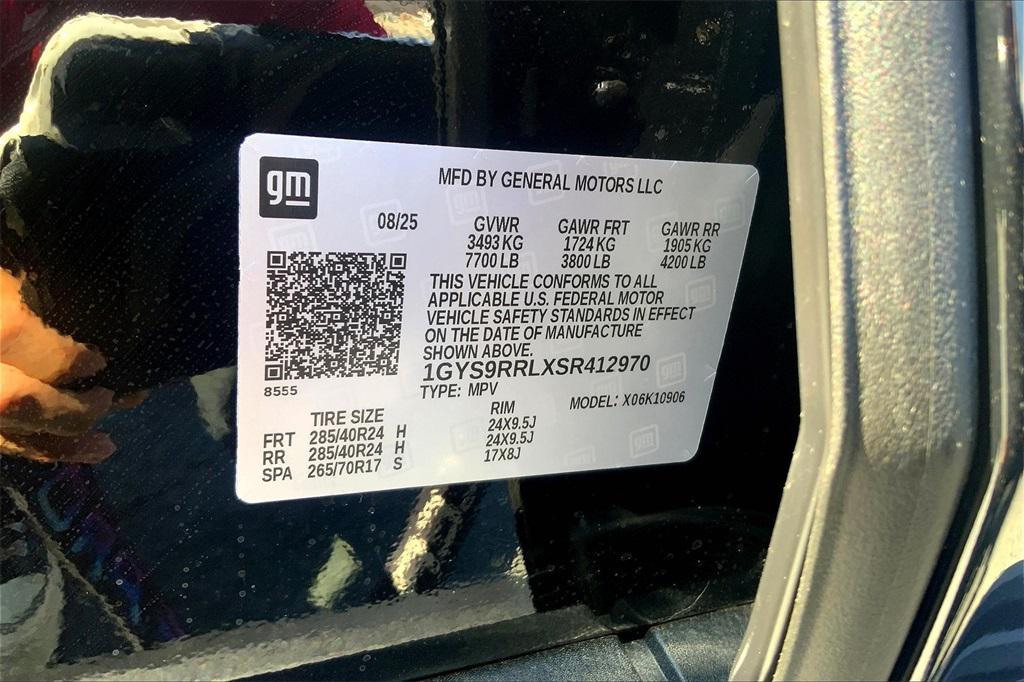 gm
MFD BY GENERAL MOTORS LLC
08/25 GVWR GAWR FRT GAWR RR
3493 KG 1724 KG 1905 KG
7700 LB 3800 LB 4200 LB
THIS VEHICLE CONFORMS TO ALL
APPLICABLE U.S. FEDERAL MOTOR
VEHICLE SAFETY STANDARDS IN EFFECT
ON THE DATE OF MANUFACTURE
SHOWN ABOVE.
1GYS9RRLXSR412970
8555
TYPE: MPV MODEL: X06K10906
TIRE SIZE RIM
FRT 285/40R24 H 24X9.5J
RR 285/40R24 H 24X9.5J
SPA 265/70R17 S 17X8J